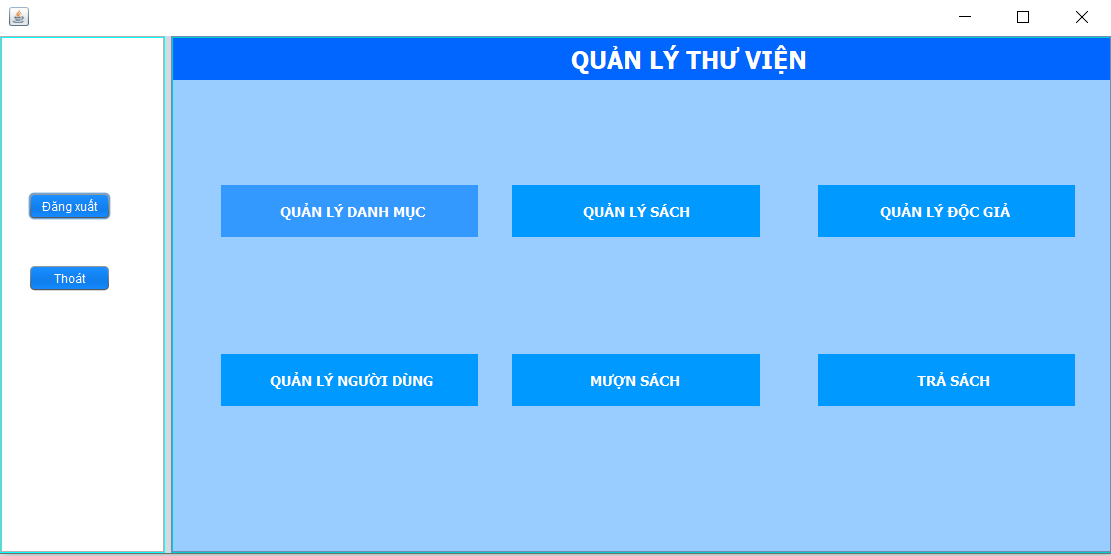 QUẢN LÝ THƯ VIỆN
Đăng xuất
Thoát
QUẢN LÝ DANH MỤC
QUẢN LÝ SÁCH
QUẢN LÝ ĐỘC GIẢ
QUẢN LÝ NGƯỜI DÙNG
MƯỢN SÁCH
TRẢ SÁCH